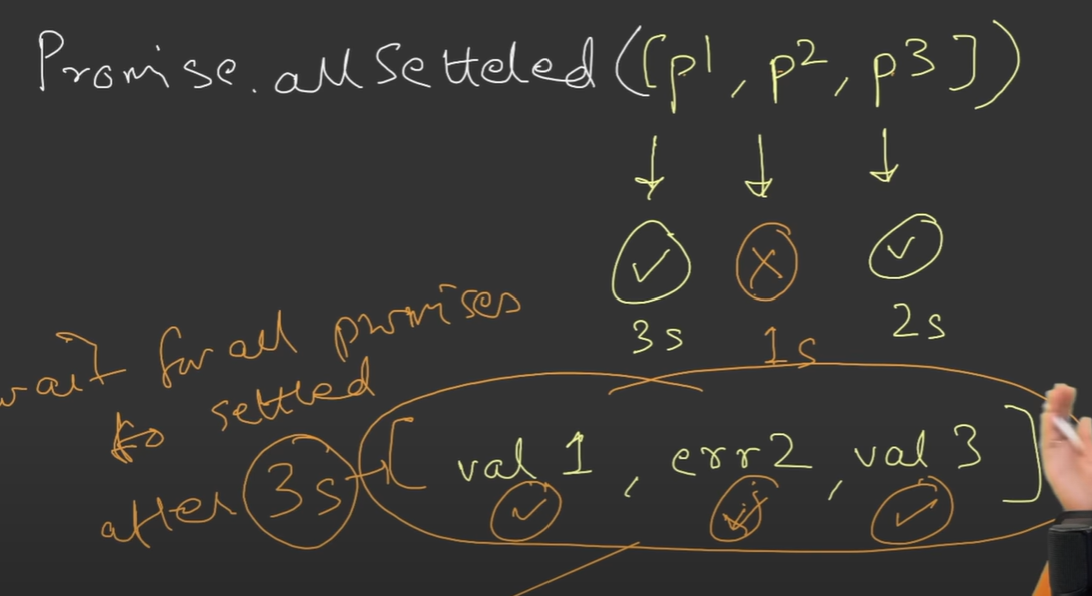 Promise.allSetteled([p1, p2, p3])
3s 1s 2s
wait for all promises
to settled
after 3s → [val 1, err2, val 3]